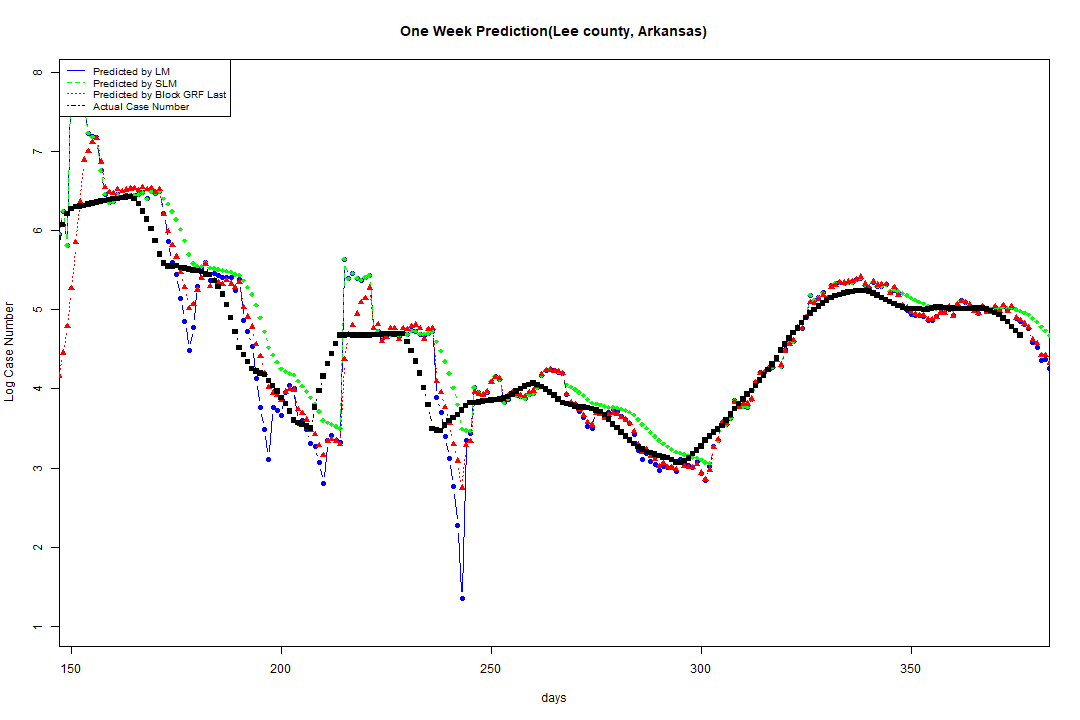 One Week Prediction(Lee county, Arkansas)
Predicted by LM
Predicted by SLM
Predicted by Block GRF Last
Actual Case Number
8
7
6
5
4
3
2
1
Log Case Number
150 200 250 300 350
days